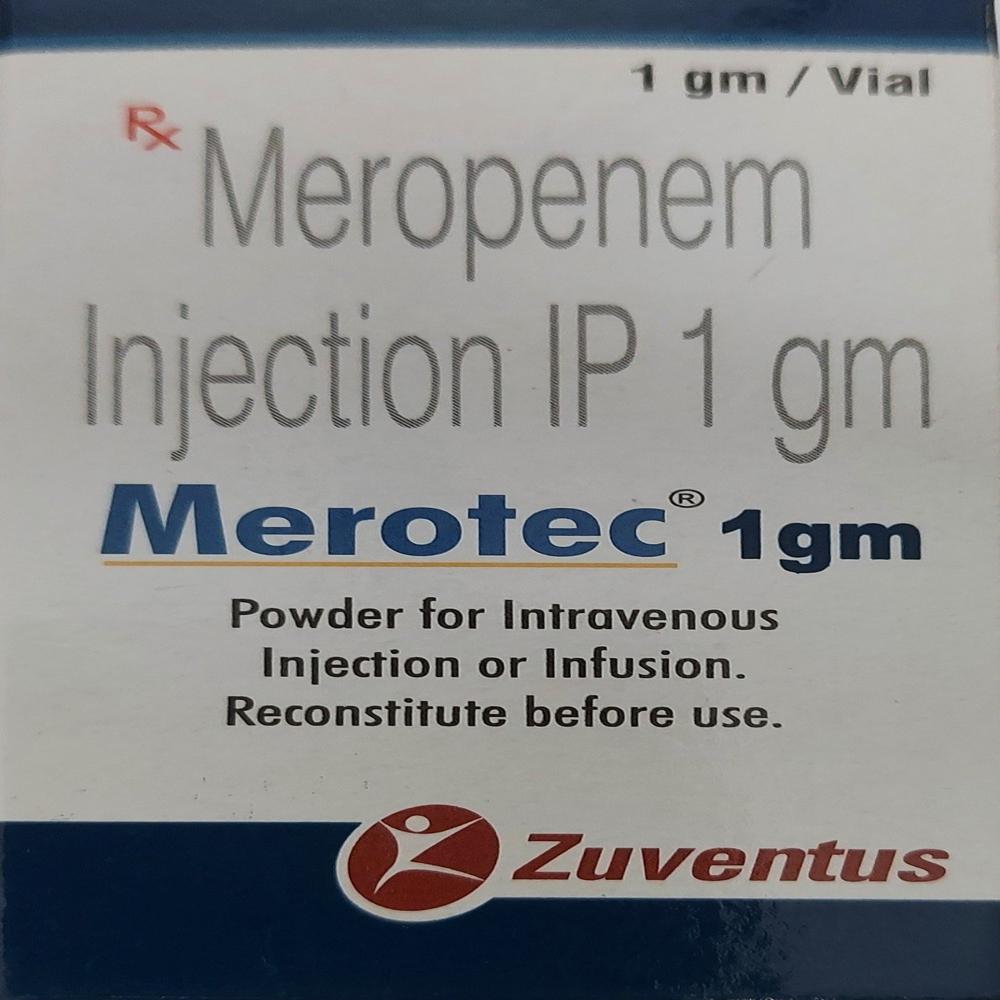 1 gm / Vial
Rx Meropenem
Injection IP 1 gm
Merotec® 1gm
Powder for Intravenous
Injection or Infusion.
Reconstitute before use.
Zuventus